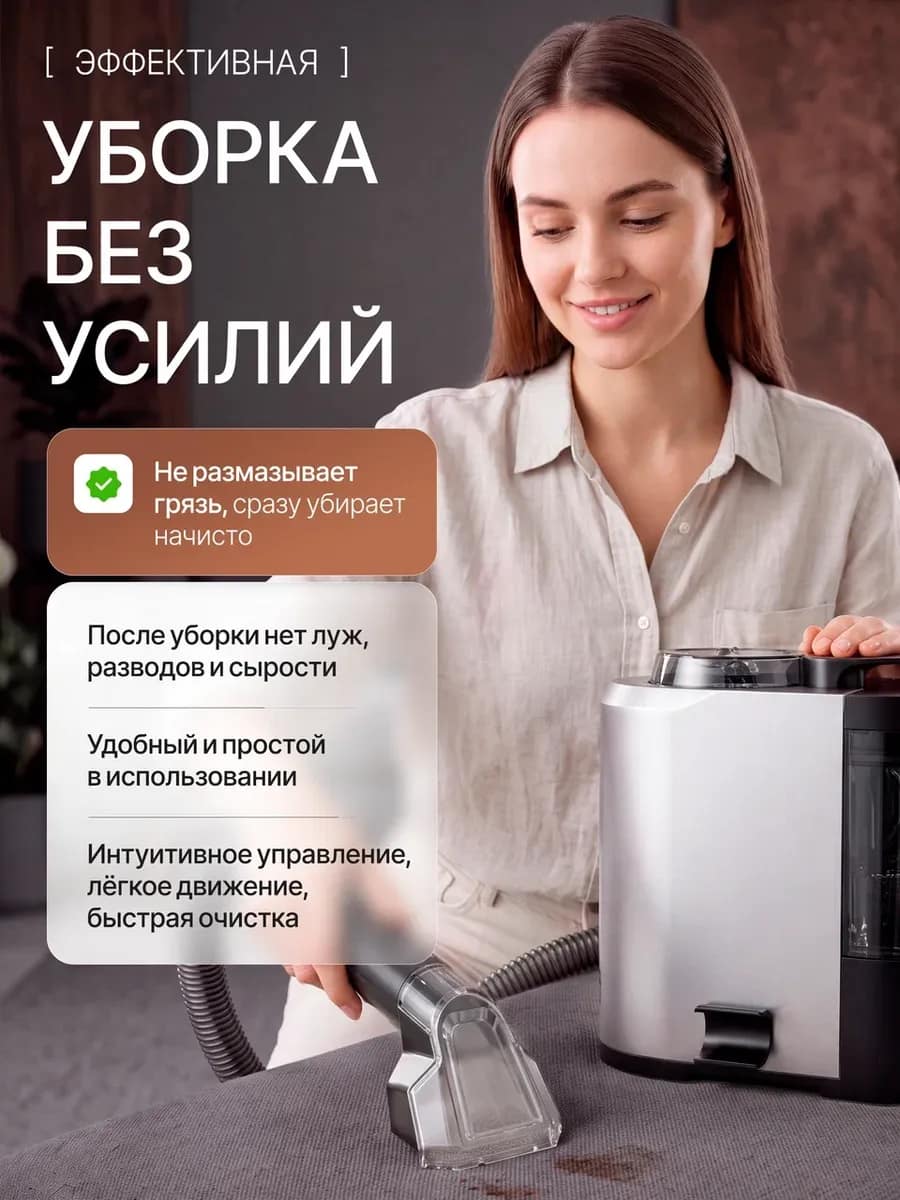 [ ЭФФЕКТИВНАЯ ]
УБОРКА
БЕЗ
УСИЛИЙ
Не размазывает
грязь, сразу убирает
начисто
После уборки нет луж,
разводов и сырости
Удобный и простой
в использовании
Интуитивное управление,
лёгкое движение,
быстрая очистка